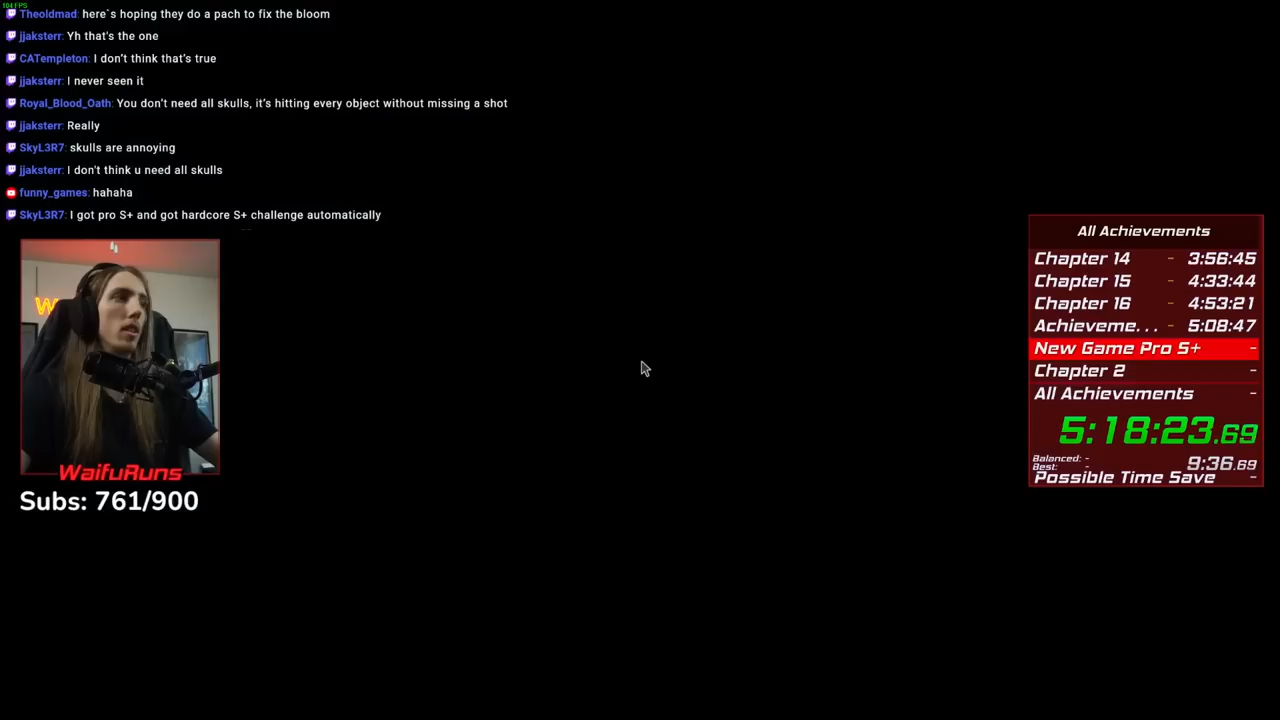 104 FPS
Theoldmad: here`s hoping they do a pach to fix the bloom
jjaksterr: Yh that's the one
CATempleton: I don't think that's true
jjaksterr: I never seen it
Royal_Blood_Oath: You don't need all skulls, it's hitting every object without missing a shot
jjaksterr: Really
SkyL3R7: skulls are annoying
jjaksterr: I don't think u need all skulls
funny_games: hahaha
SkyL3R7: I got pro S+ and got hardcore S+ challenge automatically
W
WaifuRuns
Subs: 761/900
All Achievements
Chapter 14 - 3:56:45
Chapter 15 - 4:33:44
Chapter 16 - 4:53:21
Achieveme... - 5:08:47
New Game Pro S+ -
Chapter 2 -
All Achievements -
5:18:23.69
Balanced: -
Best: - 9:36.69
Possible Time Save -